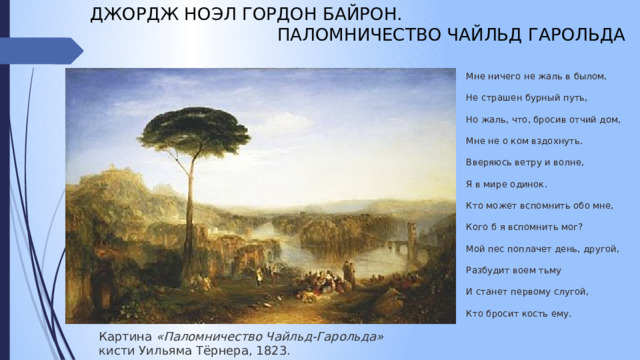 ДЖОРДЖ НОЭЛ ГОРДОН БАЙРОН.
ПАЛОМНИЧЕСТВО ЧАЙЛЬД ГАРОЛЬДА
Мне ничего не жаль в былом,
Не страшен бурный путь,
Но жаль, что, бросив отчий дом,
Мне не о ком вздохнуть.
Вверяюсь ветру и волне,
Я в мире одинок.
Кто может вспомнить обо мне,
Кого б я вспомнить мог?
Мой пес поплачет день, другой,
Разбудит воем тьму
И станет первому слугой,
Кто бросит кость ему.
Картина «Паломничество Чайльд-Гарольда»
кисти Уильяма Тёрнера, 1823.